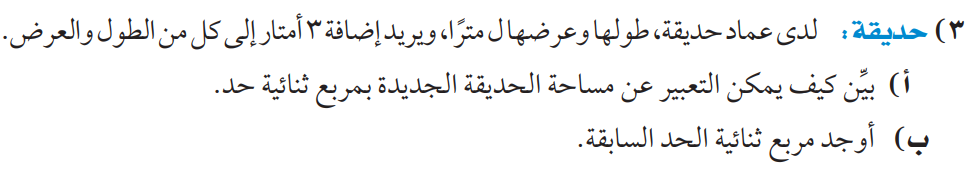 ٣) حديقة: لدى عماد حديقة، طولها وعرضها ل مترًا، ويريد إضافة ٣ أمتار إلى كل من الطول والعرض.
أ) بيِّن كيف يمكن التعبير عن مساحة الحديقة الجديدة بمربع ثنائية حد.
ب) أوجد مربع ثنائية الحد السابقة.